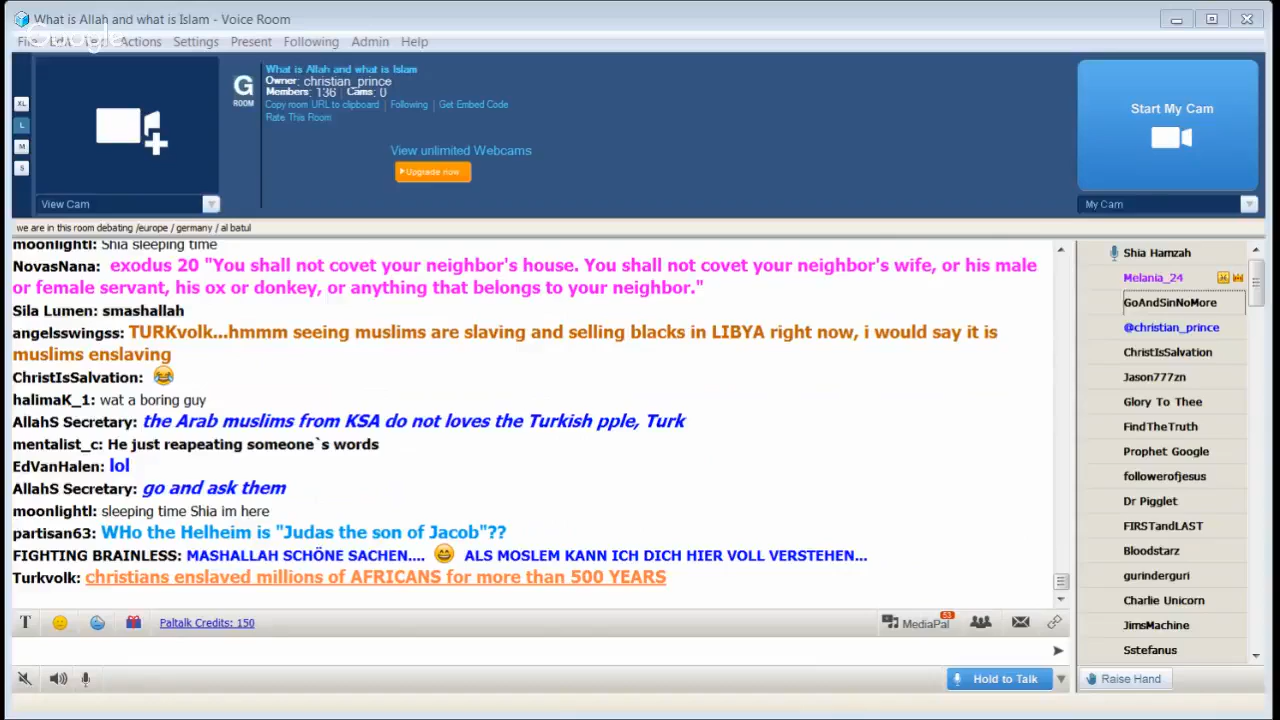 What is Allah and what is Islam - Voice Room
Google
File Edit Text Actions Settings Present Following Admin Help
XL
L
M
S
G
ROOM
What is Allah and what is Islam
Owner: christian_prince
Members: 136 Cams: 0
Copy room URL to clipboard | Following | Get Embed Code
Rate This Room
View unlimited Webcams
Upgrade now
Start My Cam
View Cam
My Cam
we are in this room debating /europe / germany / al batul
moonlightl: Shia sleeping time
NovasNana: exodus 20 "You shall not covet your neighbor's house. You shall not covet your neighbor's wife, or his male
or female servant, his ox or donkey, or anything that belongs to your neighbor."
Sila Lumen: smashallah
angelsswingss: TURKvolk...hmmm seeing muslims are slaving and selling blacks in LIBYA right now, i would say it is
muslims enslaving
ChristIsSalvation: 😂
halimaK_1: wat a boring guy
AllahS Secretary: the Arab muslims from KSA do not loves the Turkish pple, Turk
mentalist_c: He just reapeating someone`s words
EdVanHalen: lol
AllahS Secretary: go and ask them
moonlightl: sleeping time Shia im here
partisan63: WHo the Helheim is "Judas the son of Jacob"??
FIGHTING BRAINLESS: MASHALLAH SCHÖNE SACHEN.... 😄 ALS MOSLEM KANN ICH DICH HIER VOLL VERSTEHEN...
Turkvolk: christians enslaved millions of AFRICANS for more than 500 YEARS
Shia Hamzah
Melania_24
GoAndSinNoMore
@christian_prince
ChristIsSalvation
Jason777zn
Glory To Thee
FindTheTruth
Prophet Google
followerofjesus
Dr Pigglet
FIRSTandLAST
Bloodstarz
gurinderguri
Charlie Unicorn
JimsMachine
Sstefanus
T
Paltalk Credits: 150
MediaPal
53
Hold to Talk
Raise Hand